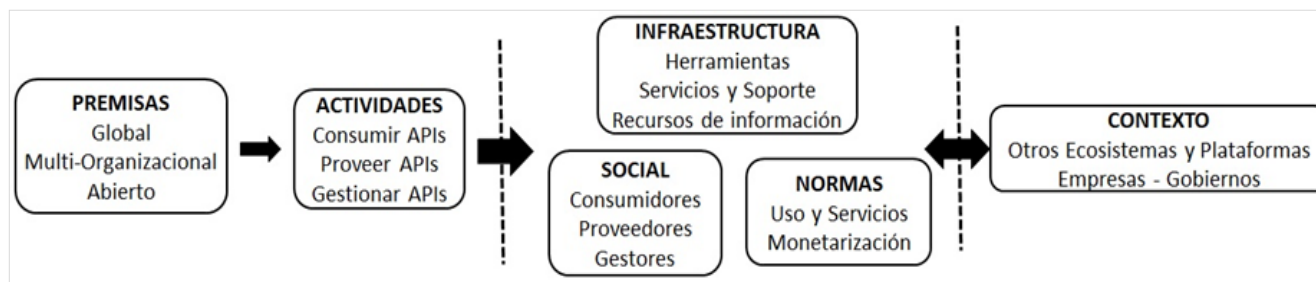 PREMISAS
Global
Multi-Organizacional
Abierto
ACTIVIDADES
Consumir APIs
Proveer APIs
Gestionar APIs
INFRAESTRUCTURA
Herramientas
Servicios y Soporte
Recursos de información
SOCIAL
Consumidores
Proveedores
Gestores
NORMAS
Uso y Servicios
Monetarización
CONTEXTO
Otros Ecosistemas y Plataformas
Empresas - Gobiernos